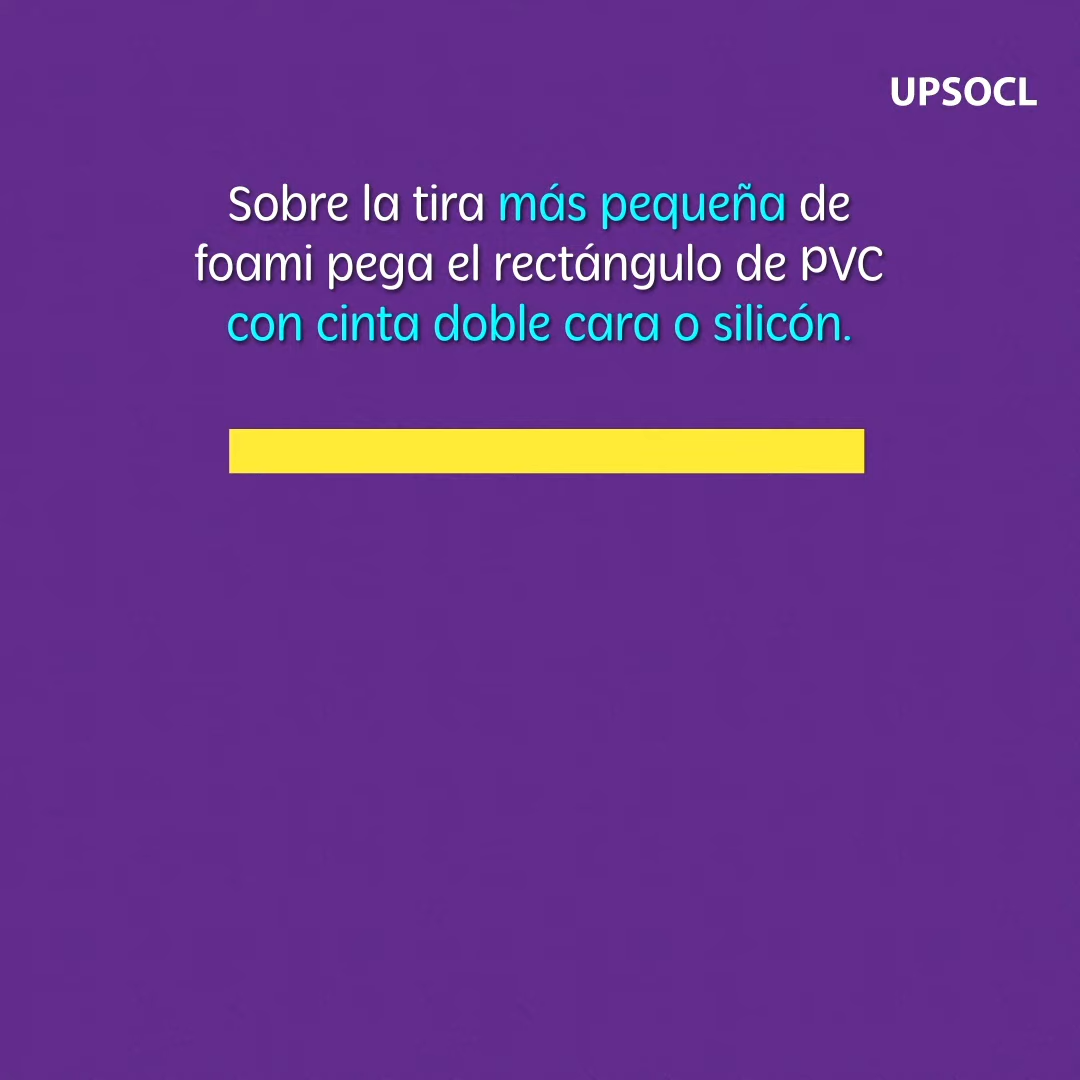 UPSOCL
Sobre la tira más pequeña de
foami pega el rectángulo de PVC
con cinta doble cara o silicón.